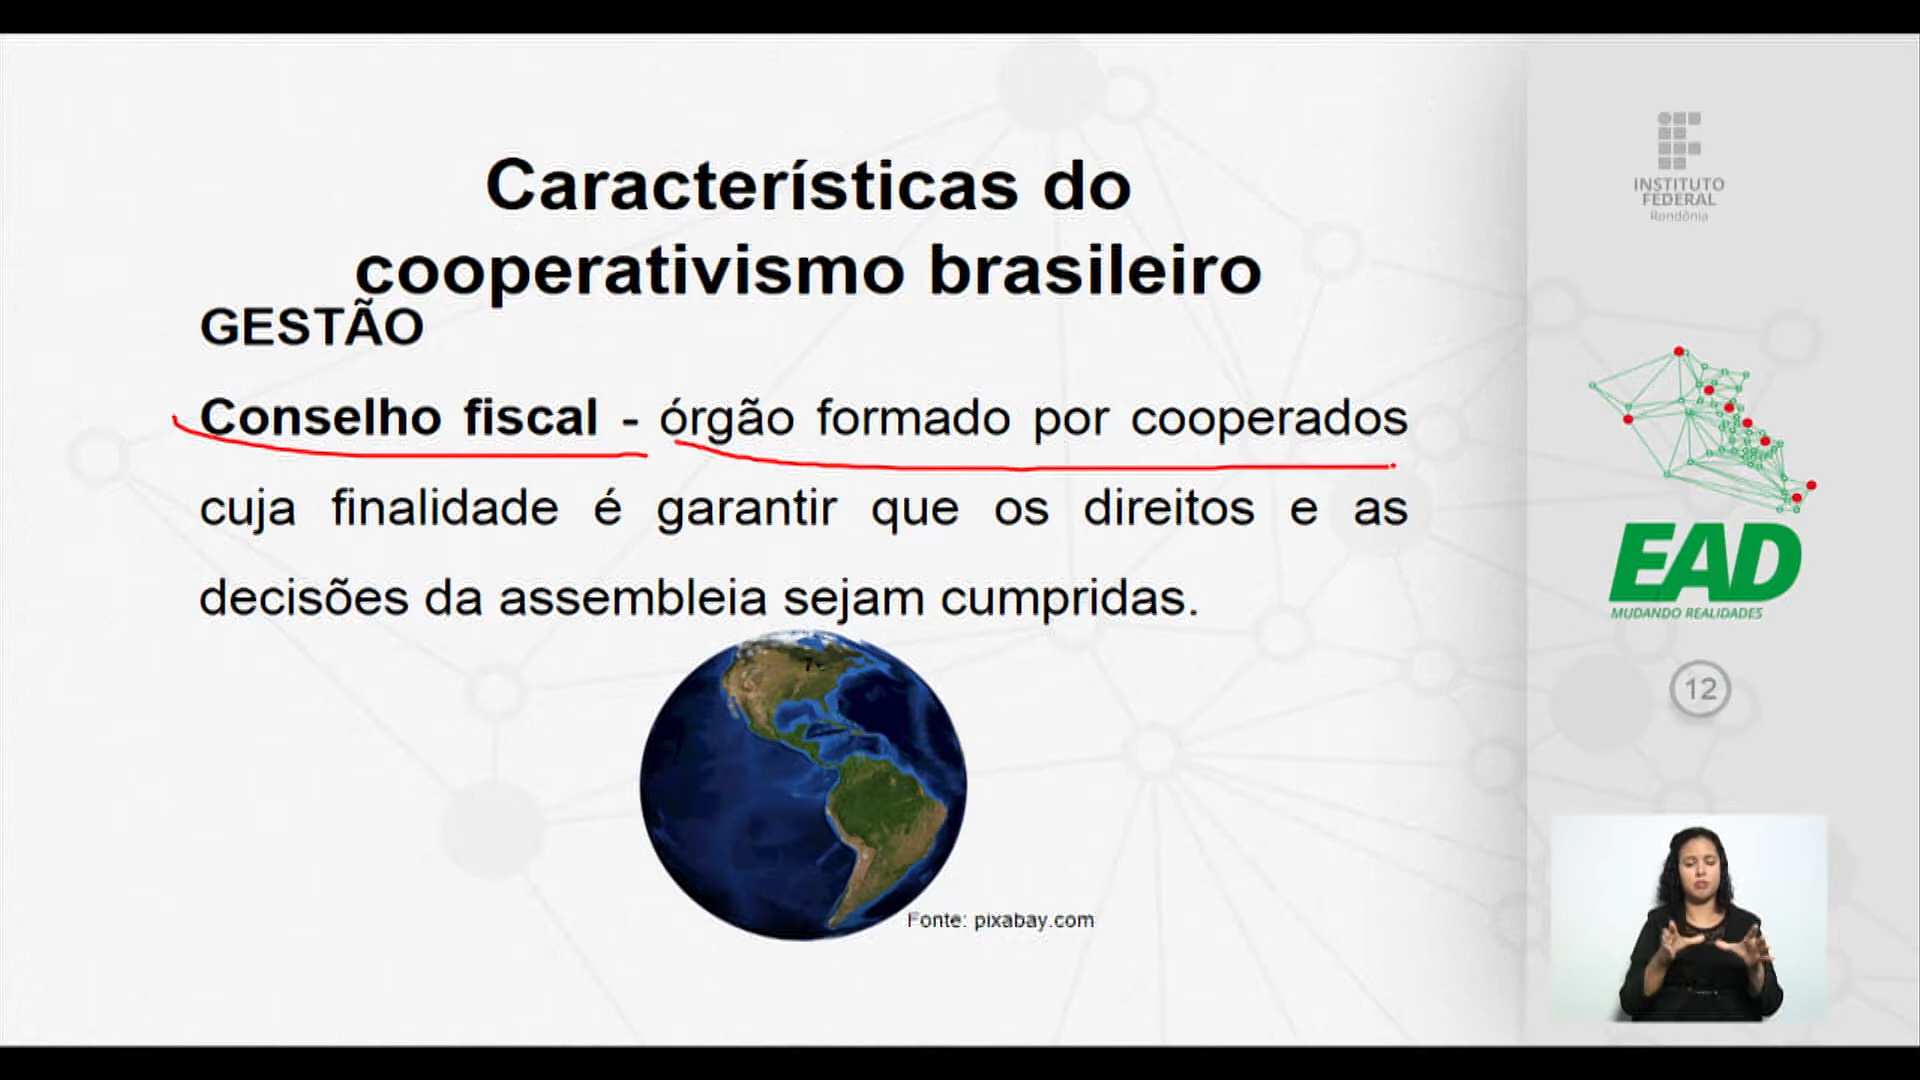 Características do
cooperativismo brasileiro
GESTÃO
Conselho fiscal - órgão formado por cooperados
cuja finalidade é garantir que os direitos e as
decisões da assembleia sejam cumpridas.
Fonte: pixabay.com
INSTITUTO
FEDERAL
Rondônia
EAD
MUDANDO REALIDADES
12